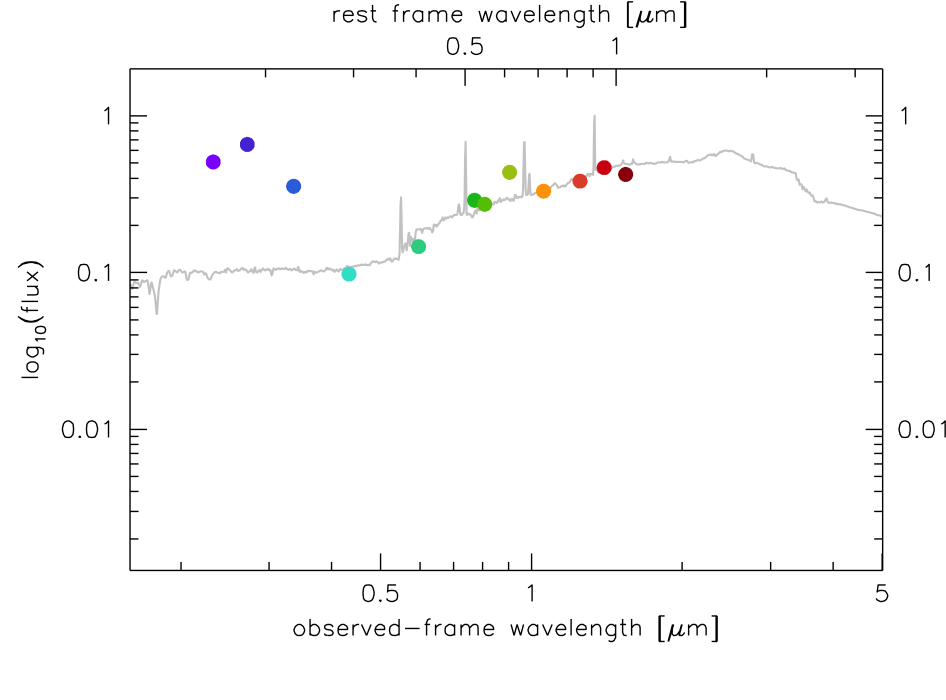 rest frame wavelength [μm]
0.5 1
1 1
0.1 0.1
0.01 0.01
log10(flux)
0.5 1 5
observed-frame wavelength [μm]